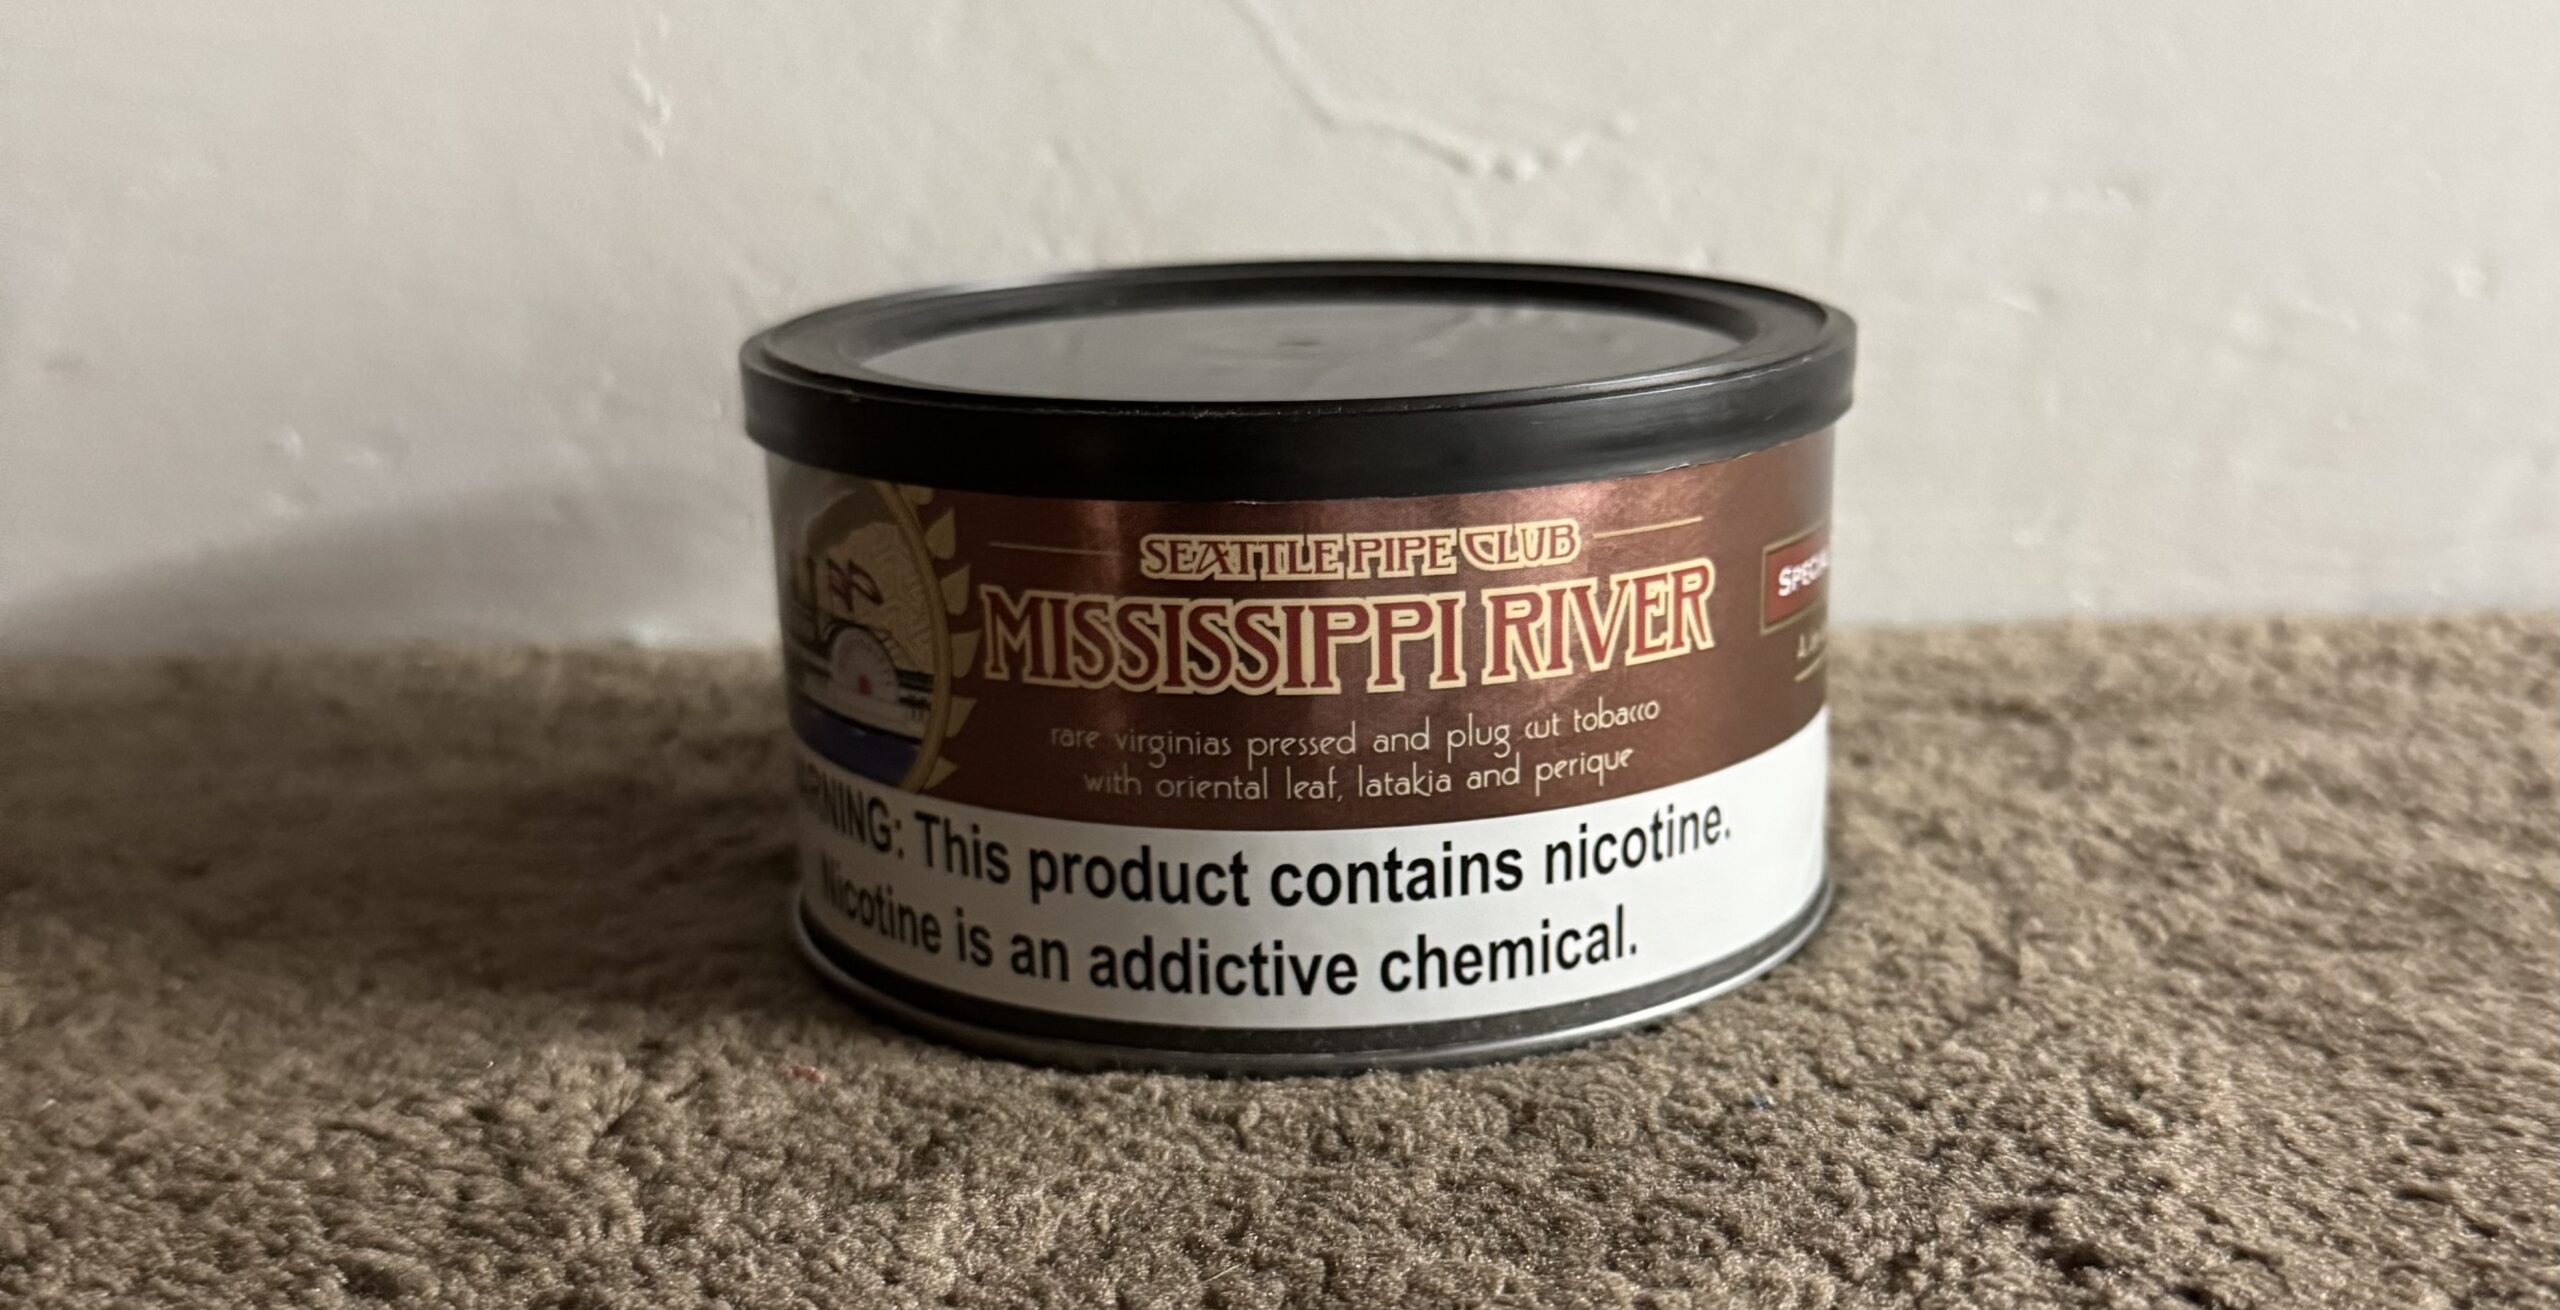 SEATTLE PIPE CLUB
MISSISSIPPI RIVER
rare virginias pressed and plug cut tobacco
with oriental leaf, latakia and perique
This product contains nicotine.
Nicotine is an addictive chemical.